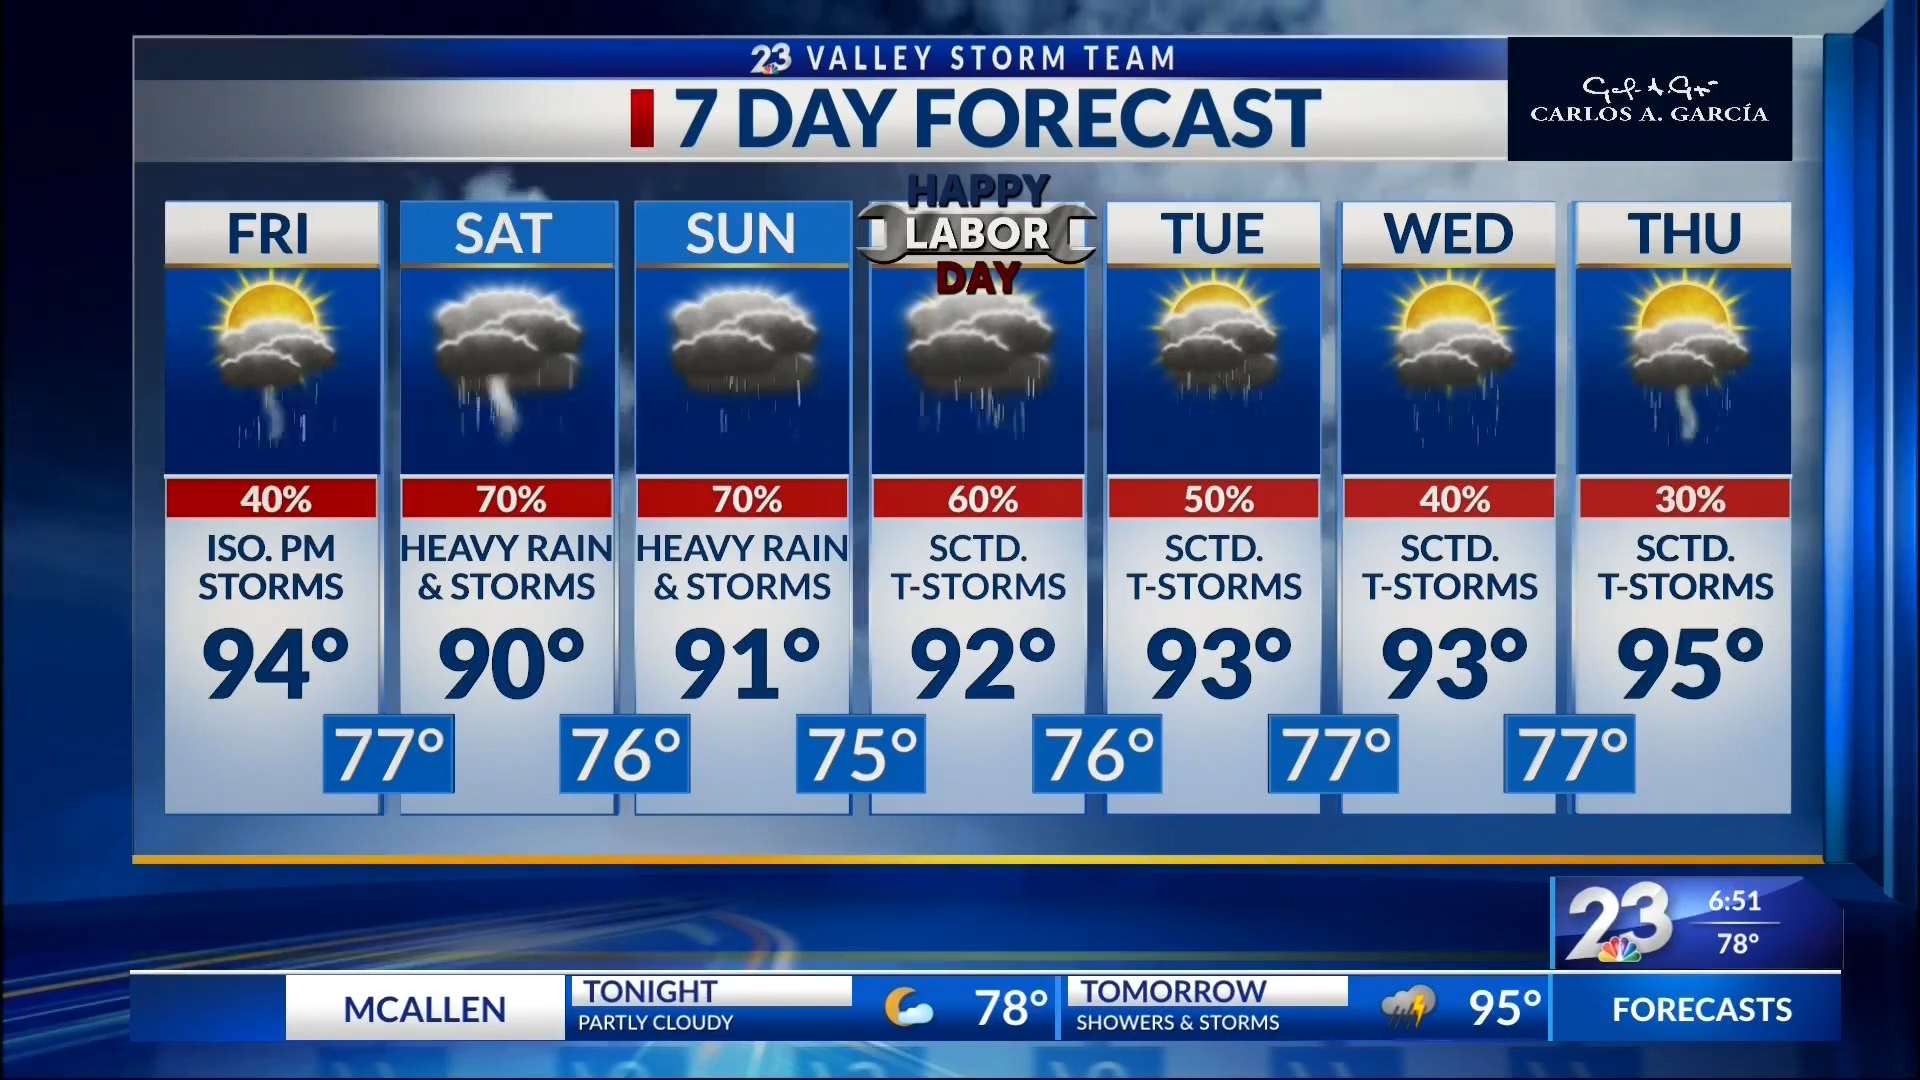 23 VALLEY STORM TEAM
7 DAY FORECAST
CARLOS A. GARCÍA
FRI
40%
ISO. PM
STORMS
94°
77°
SAT
70%
HEAVY RAIN
& STORMS
90°
76°
SUN
70%
HEAVY RAIN
& STORMS
91°
75°
HAPPY
LABOR
DAY
60%
SCTD.
T-STORMS
92°
76°
TUE
50%
SCTD.
T-STORMS
93°
77°
WED
40%
SCTD.
T-STORMS
93°
77°
THU
30%
SCTD.
T-STORMS
95°
23
6:51
78°
MCALLEN
TONIGHT
PARTLY CLOUDY
78°
TOMORROW
SHOWERS & STORMS
95°
FORECASTS